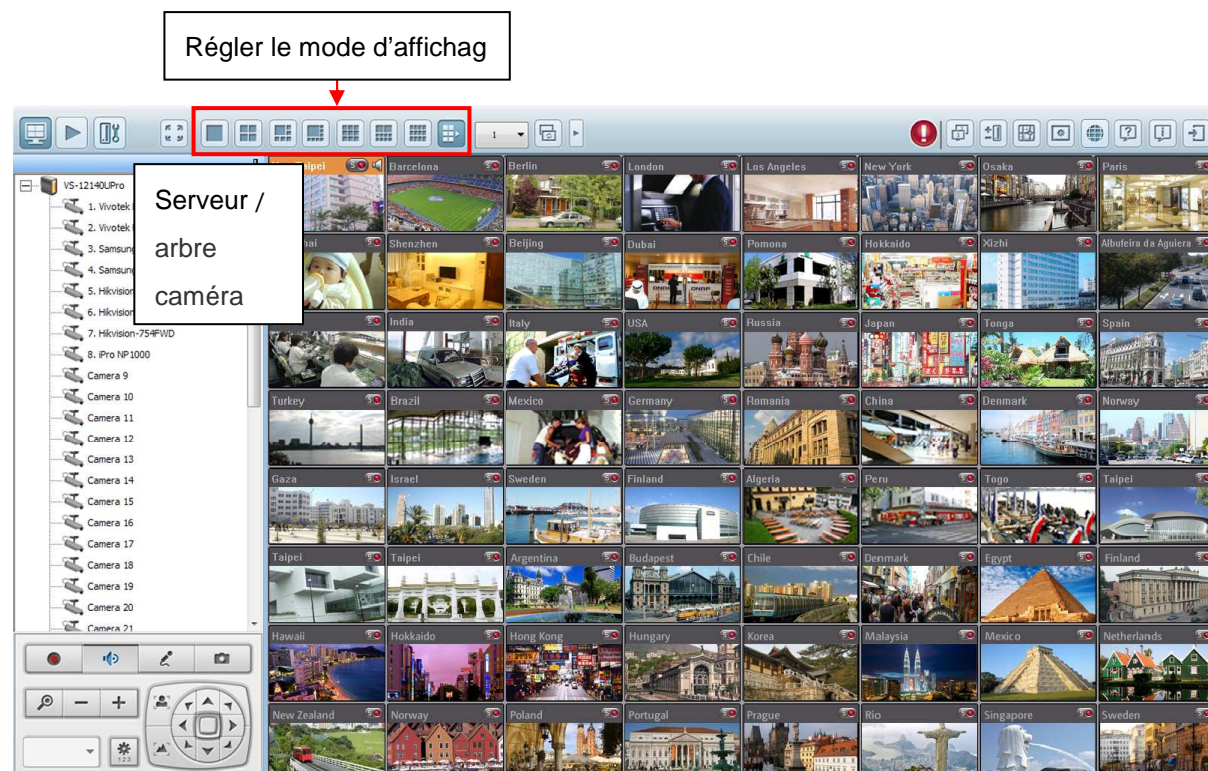 Régler le mode d'affichag
1
Serveur /
arbre
caméra
VS-12140UPro
1. Vivotek
2. Vivotek
3. Samsung
4. Samsung
5. Hikvision
6. Hikvision
7. Hikvision-754FWD
8. iPro NP1000
Camera 9
Camera 10
Camera 11
Camera 12
Camera 13
Camera 14
Camera 15
Camera 16
Camera 17
Camera 18
Camera 19
Camera 20
Camera 21
123
Barcelona Berlin London Los Angeles New York Osaka Paris
Shenzhen Beijing Dubai Pomona Hokkaido Xizhi Albufeira da Aguiera
India Italy USA Russia Japan Tonga Spain
Turkey Brazil Mexico Germany Romania China Denmark Norway
Gaza Israel Sweden Finland Algeria Peru Togo Taipei
Taipei Taipei Argentina Budapest Chile Denmark Egypt Finland
Hawaii Hokkaido Hong Kong Hungary Korea Malaysia Mexico Netherlands
New Zealand Norway Poland Portugal Prague Rio Singapore Sweden